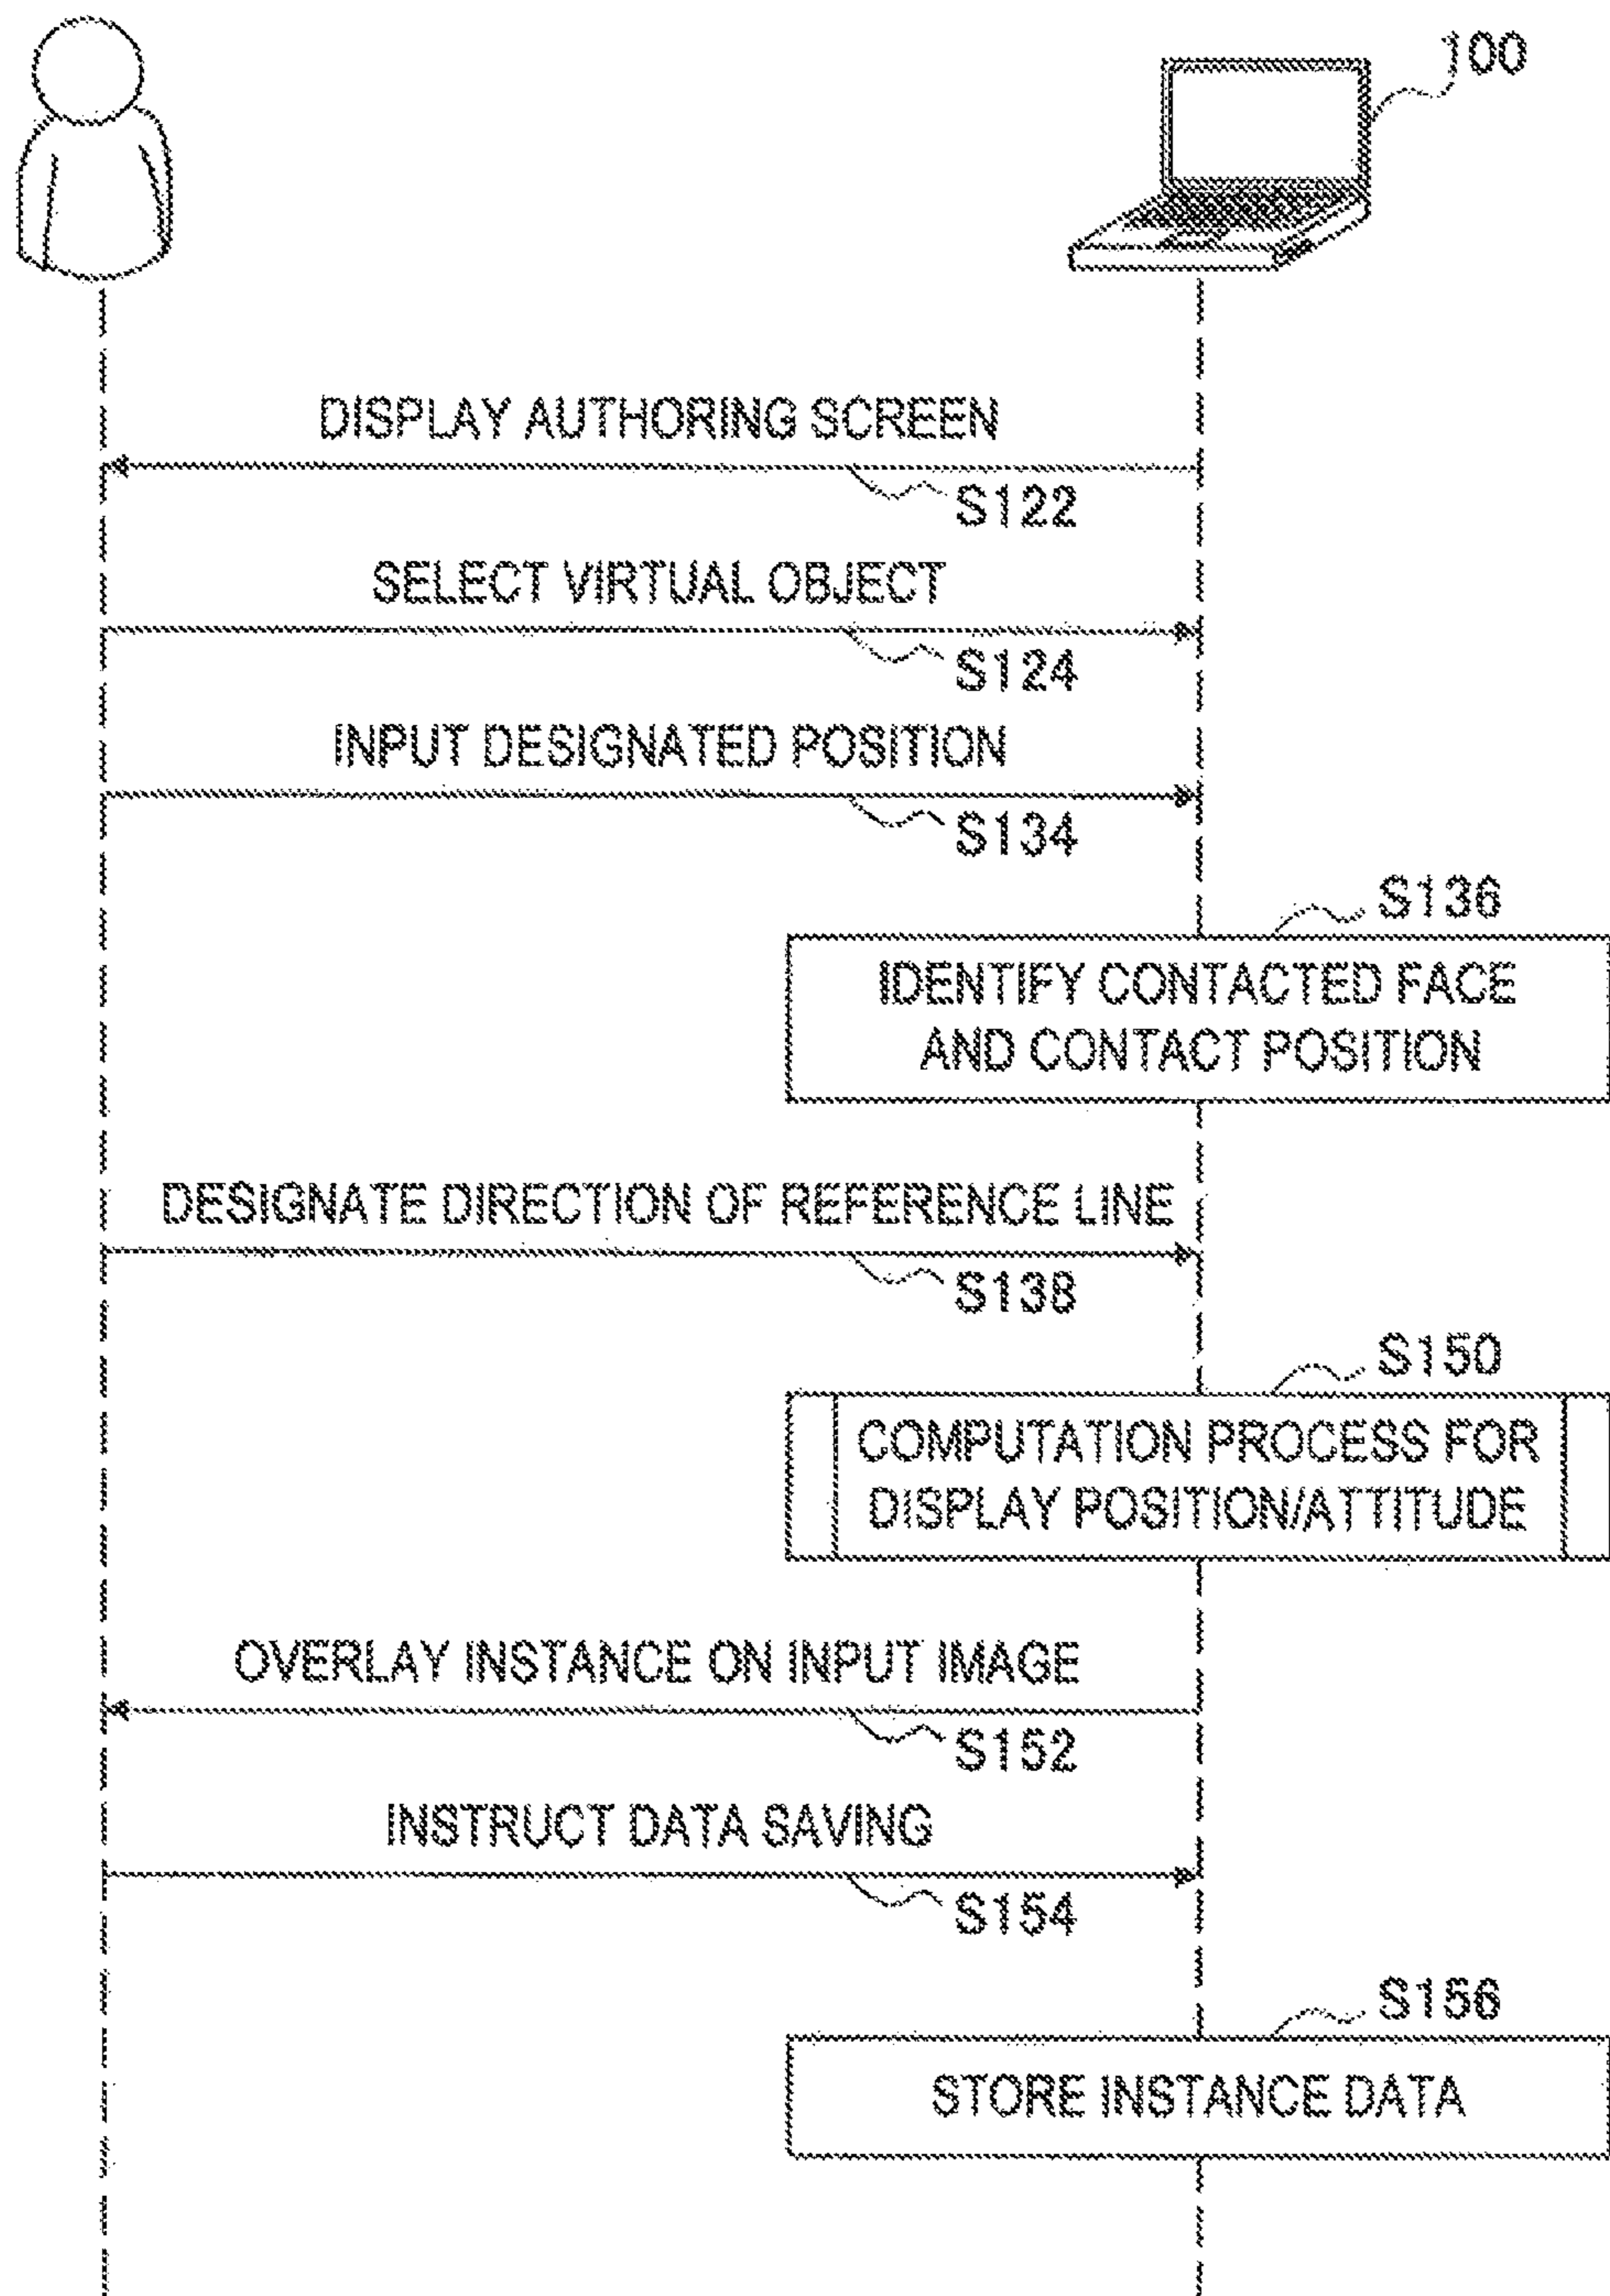 100
DISPLAY AUTHORING SCREEN
S122
SELECT VIRTUAL OBJECT
S124
INPUT DESIGNATED POSITION
S134
S136
IDENTIFY CONTACTED FACE
AND CONTACT POSITION
DESIGNATE DIRECTION OF REFERENCE LINE
S138
S150
COMPUTATION PROCESS FOR
DISPLAY POSITION/ATTITUDE
OVERLAY INSTANCE ON INPUT IMAGE
S152
INSTRUCT DATA SAVING
S154
S156
STORE INSTANCE DATA